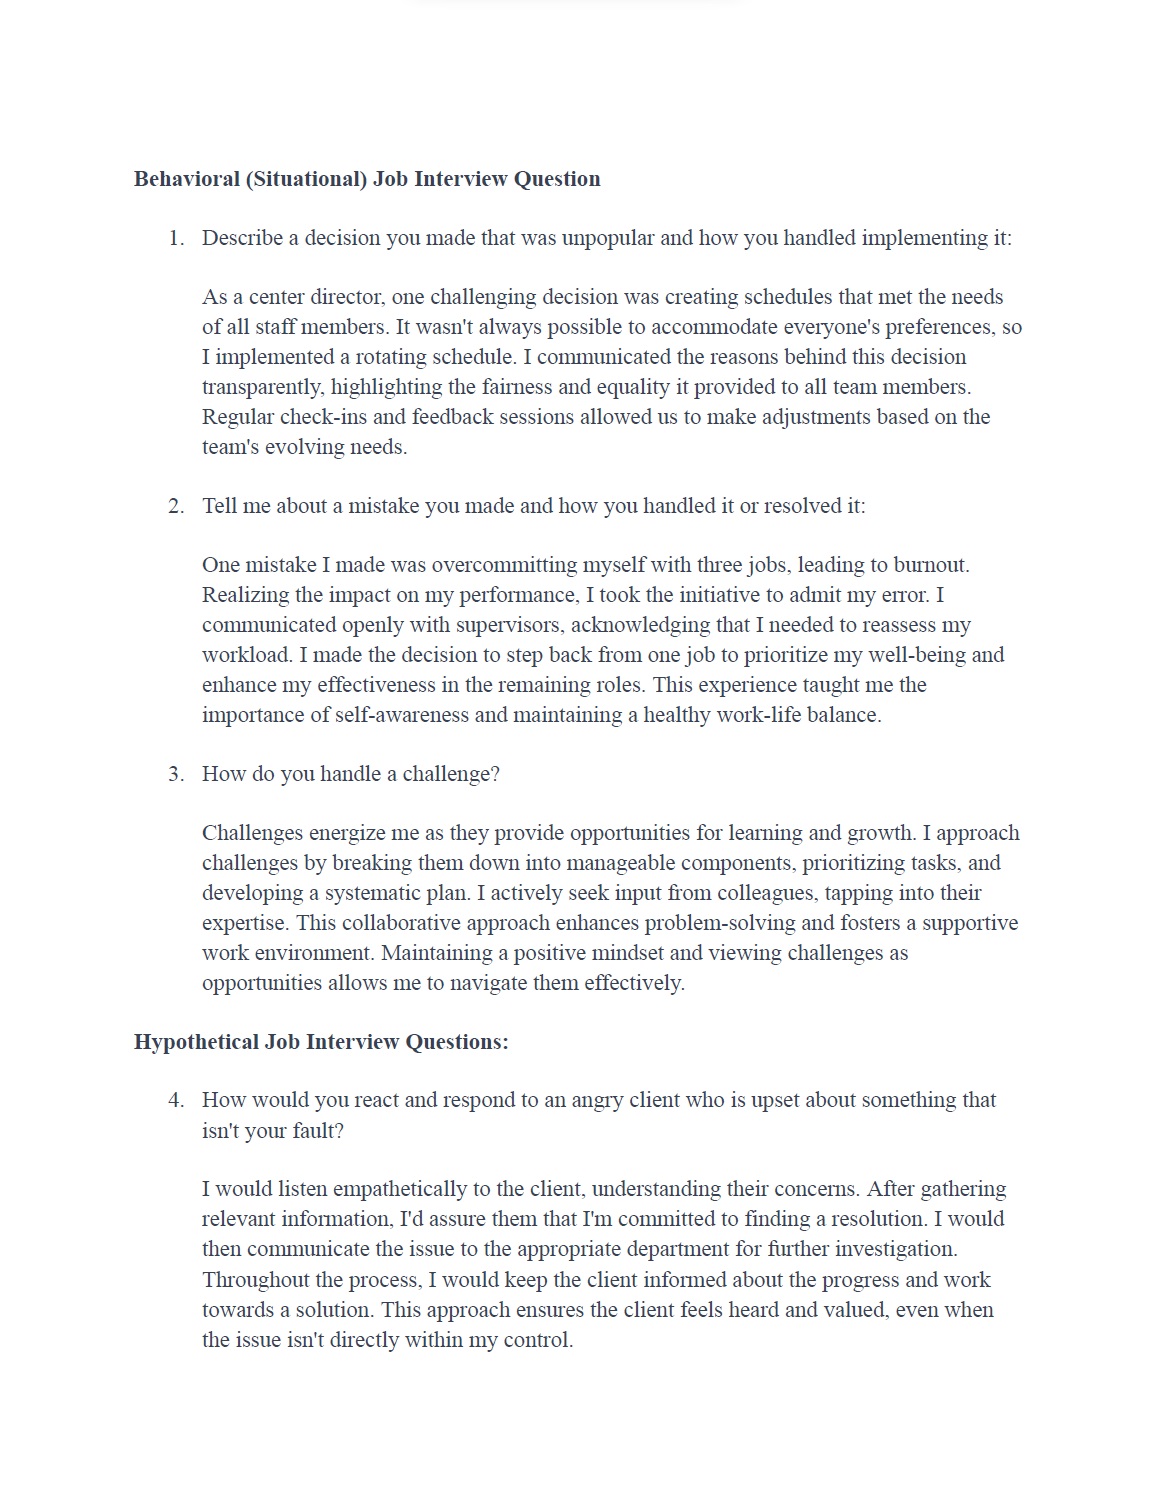 Behavioral (Situational) Job Interview Question
1. Describe a decision you made that was unpopular and how you handled implementing it:
As a center director, one challenging decision was creating schedules that met the needs
of all staff members. It wasn't always possible to accommodate everyone's preferences, so
I implemented a rotating schedule. I communicated the reasons behind this decision
transparently, highlighting the fairness and equality it provided to all team members.
Regular check-ins and feedback sessions allowed us to make adjustments based on the
team's evolving needs.
2. Tell me about a mistake you made and how you handled it or resolved it:
One mistake I made was overcommitting myself with three jobs, leading to burnout.
Realizing the impact on my performance, I took the initiative to admit my error. I
communicated openly with supervisors, acknowledging that I needed to reassess my
workload. I made the decision to step back from one job to prioritize my well-being and
enhance my effectiveness in the remaining roles. This experience taught me the
importance of self-awareness and maintaining a healthy work-life balance.
3. How do you handle a challenge?
Challenges energize me as they provide opportunities for learning and growth. I approach
challenges by breaking them down into manageable components, prioritizing tasks, and
developing a systematic plan. I actively seek input from colleagues, tapping into their
expertise. This collaborative approach enhances problem-solving and fosters a supportive
work environment. Maintaining a positive mindset and viewing challenges as
opportunities allows me to navigate them effectively.
Hypothetical Job Interview Questions:
4. How would you react and respond to an angry client who is upset about something that
isn't your fault?
I would listen empathetically to the client, understanding their concerns. After gathering
relevant information, I'd assure them that I'm committed to finding a resolution. I would
then communicate the issue to the appropriate department for further investigation.
Throughout the process, I would keep the client informed about the progress and work
towards a solution. This approach ensures the client feels heard and valued, even when
the issue isn't directly within my control.